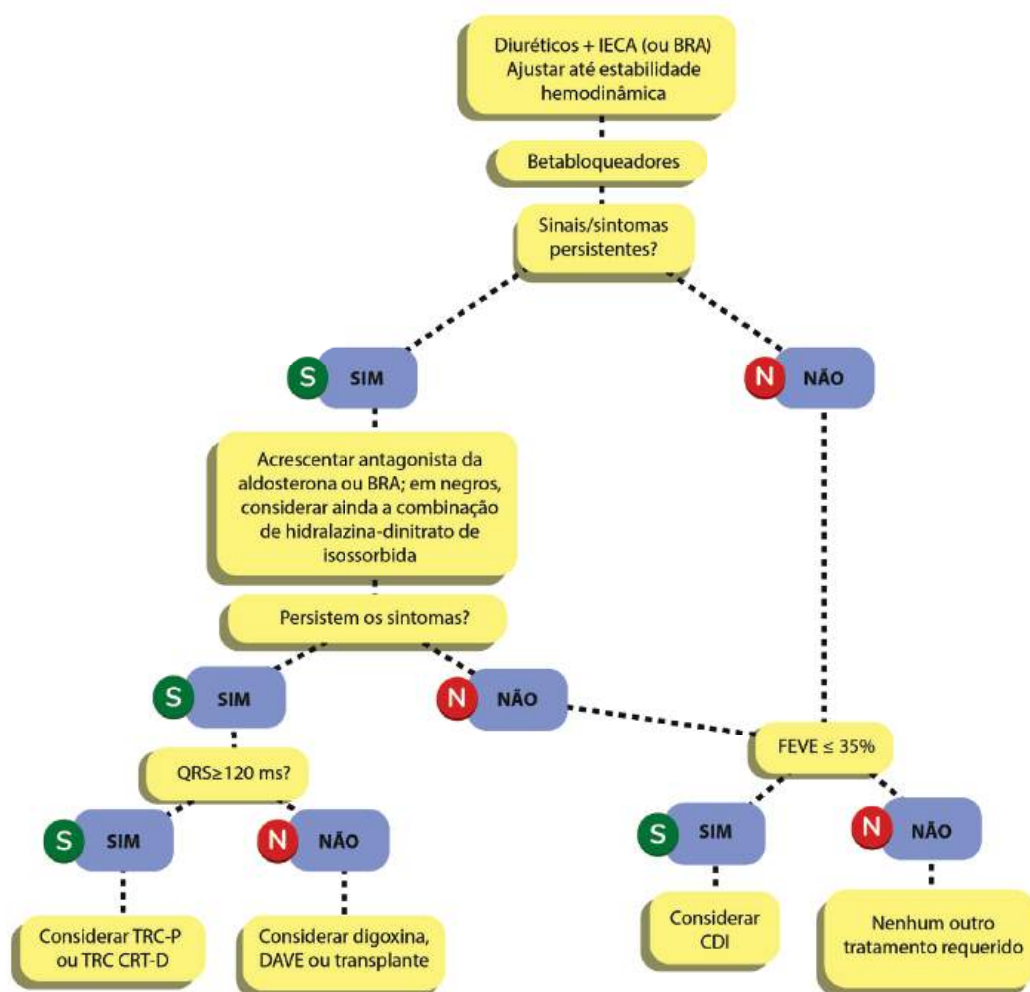 Diuréticos + IECA (ou BRA)
Ajustar até estabilidade
hemodinâmica
Betabloqueadores
Sinais/sintomas
persistentes?
S SIM
N NÃO
Acrescentar antagonista da
aldosterona ou BRA; em negros,
considerar ainda a combinação
de hidralazina-dinitrato de
isossorbida
Persistem os sintomas?
S SIM
N NÃO
FEVE ≤ 35%
QRS≥120 ms?
S SIM
N NÃO
S SIM
N NÃO
Considerar TRC-P
ou TRC CRT-D
Considerar digoxina,
DAVE ou transplante
Considerar
CDI
Nenhum outro
tratamento requerido